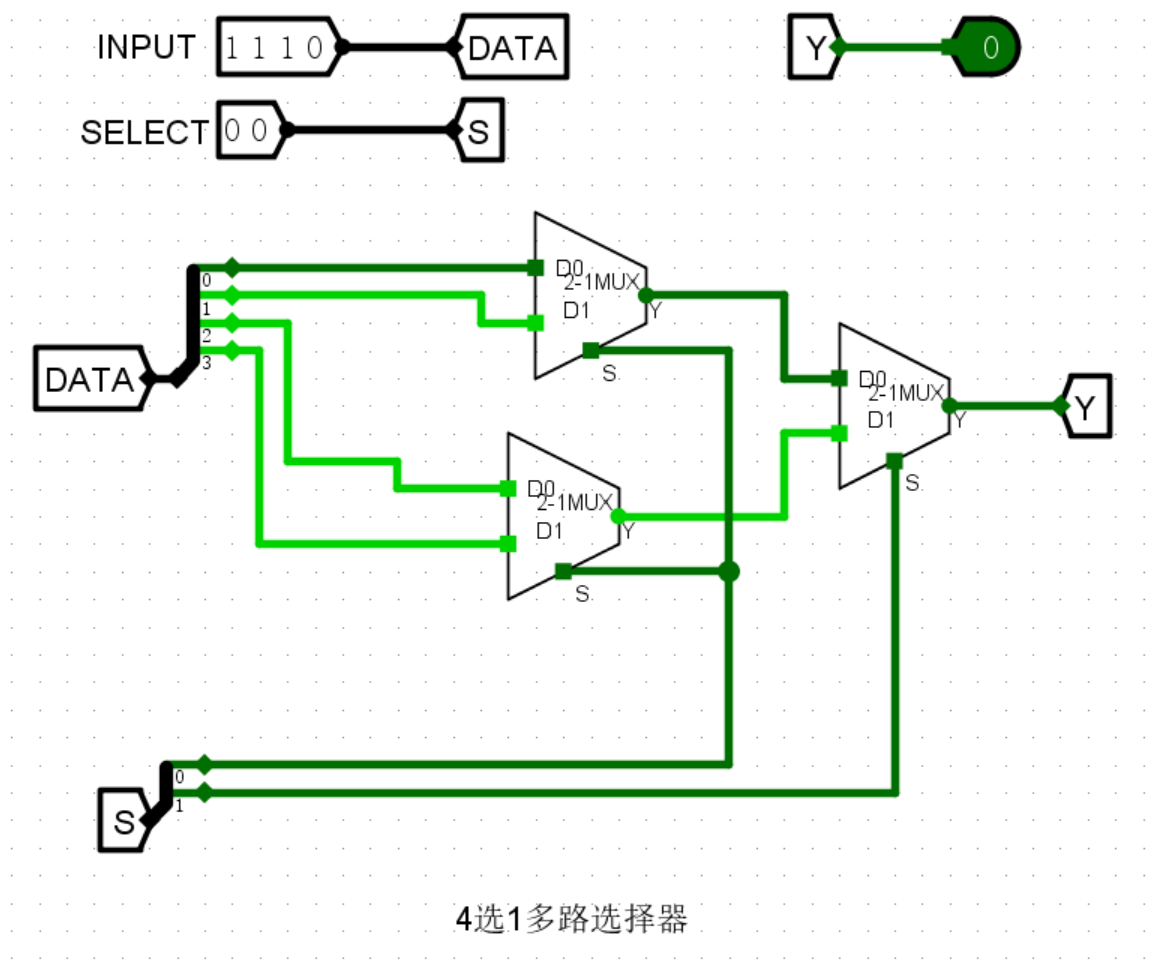 INPUT 1 1 1 0 DATA Y 0
SELECT 0 0 S
D0
2-1MUX
D1
Y
S
0
1
2
3
DATA
D0
2-1MUX
D1
Y
S
Y
D0
2-1MUX
D1
Y
S
0
1
S
4选1多路选择器